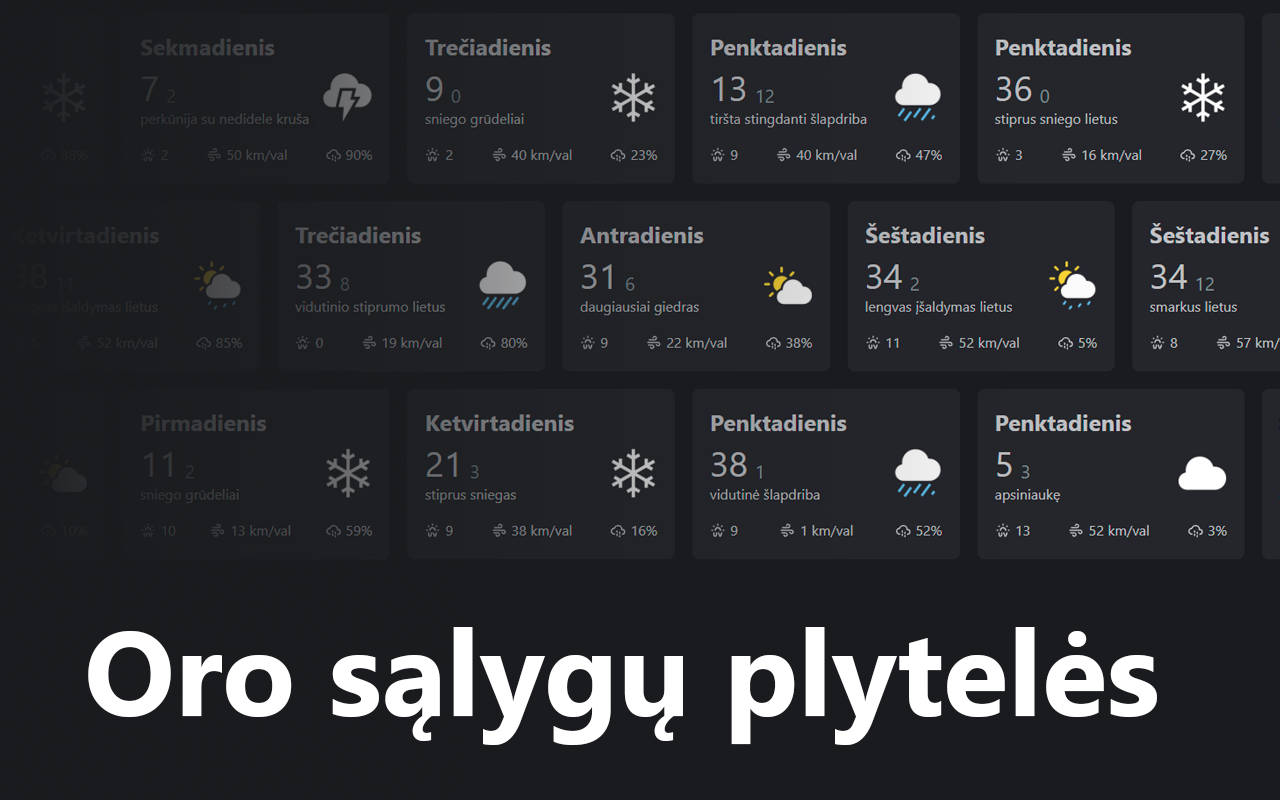 Sekmadienis
7 2
perkūnija su nedidele kruša
88%
2 50 km/val 90%
Trečiadienis
9 0
sniego grūdeliai
2 40 km/val 23%
Penktadienis
13 12
tiršta stingdanti šlapdriba
9 40 km/val 47%
Penktadienis
36 0
stiprus sniego lietus
3 16 km/val 27%
Ketvirtadienis
38 11
lengvas įšaldymas lietus
52 km/val 85%
Trečiadienis
33 8
vidutinio stiprumo lietus
0 19 km/val 80%
Antradienis
31 6
daugiausiai giedras
9 22 km/val 38%
Šeštadienis
34 2
lengvas įšaldymas lietus
11 52 km/val 5%
Šeštadienis
34 12
smarkus lietus
8 57 km/
10%
Pirmadienis
11 2
sniego grūdeliai
10 13 km/val 59%
Ketvirtadienis
21 3
stiprus sniegas
9 38 km/val 16%
Penktadienis
38 1
vidutinė šlapdriba
9 1 km/val 52%
Penktadienis
5 3
apsiniaukę
13 52 km/val 3%
Oro sąlygų plytelės